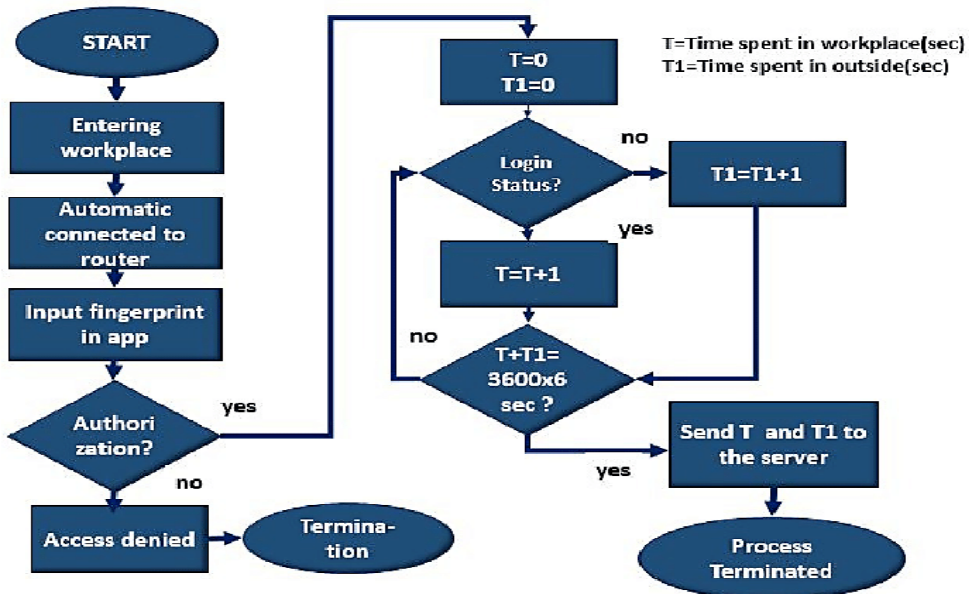 START
Entering
workplace
Automatic
connected to
router
Input fingerprint
in app
Authori
zation?
yes
no
Access denied
Termina-
tion
T=0
T1=0
T=Time spent in workplace(sec)
T1=Time spent in outside(sec)
Login
Status?
no
T1=T1+1
yes
T=T+1
no
T+T1=
3600x6
sec ?
yes
Send T and T1 to
the server
Process
Terminated